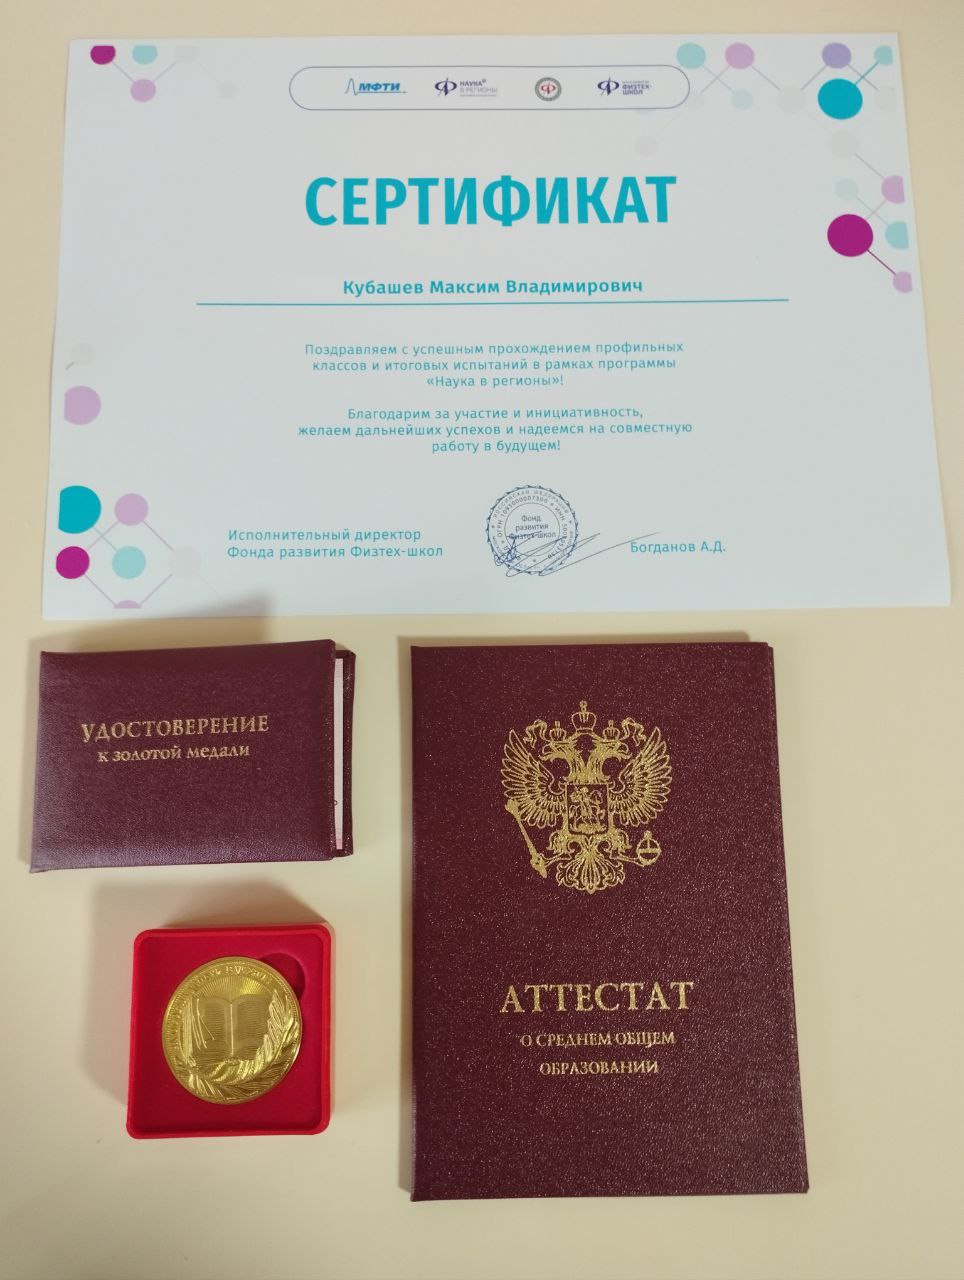 МФТИ
НАУКА
В РЕГИОНЫ
ФИЗТЕХ-
ШКОЛ
СЕРТИФИКАТ
Кубашев Максим Владимирович
Поздравляем с успешным прохождением профильных
классов и итоговых испытаний в рамках программы
«Наука в регионы»!
Благодарим за участие и инициативность,
желаем дальнейших успехов и надеемся на совместную
работу в будущем!
Исполнительный директор
Фонда развития Физтех-школ
РОССИЙСКАЯ ФЕДЕРАЦИЯ
Фонд
развития
Физтех-школ
Богданов А.Д.
УДОСТОВЕРЕНИЕ
к золотой медали
АТТЕСТАТ
О СРЕДНЕМ ОБЩЕМ
ОБРАЗОВАНИИ